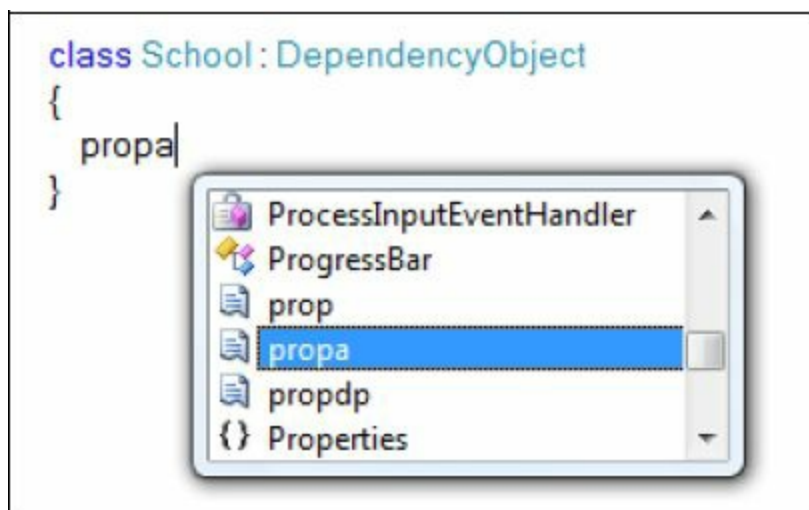 class School : DependencyObject
{
propa
}
ProcessInputEventHandler
ProgressBar
prop
propa
propdp
{} Properties